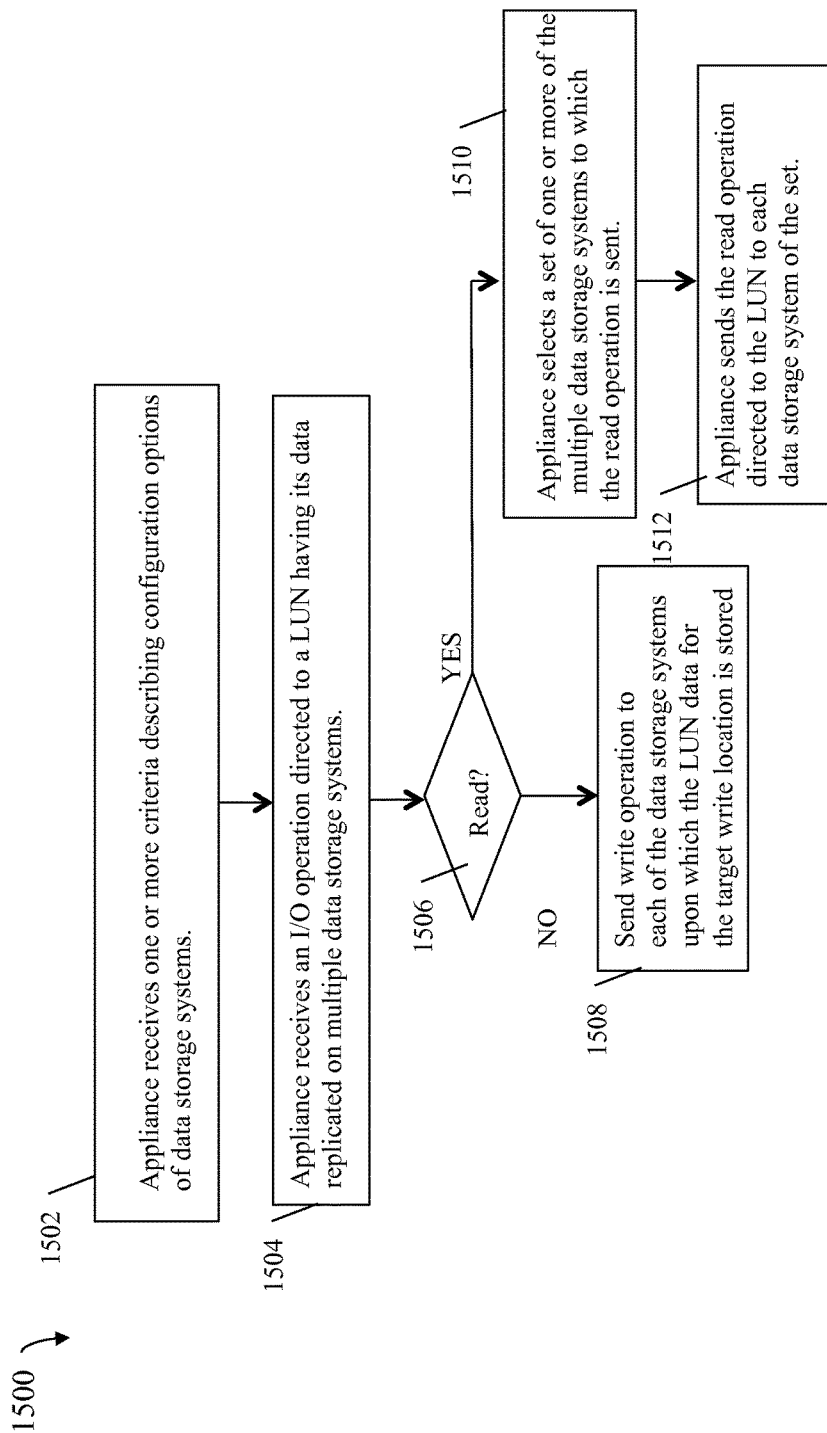 1500
1502
Appliance receives one or more criteria describing configuration options
of data storage systems.
1504
Appliance receives an I/O operation directed to a LUN having its data
replicated on multiple data storage systems.
1506
Read?
YES
NO
1510
Appliance selects a set of one or more of the
multiple data storage systems to which
the read operation is sent.
1508
Send write operation to
each of the data storage systems
upon which the LUN data for
the target write location is stored
1512
Appliance sends the read operation
directed to the LUN to each
data storage system of the set.